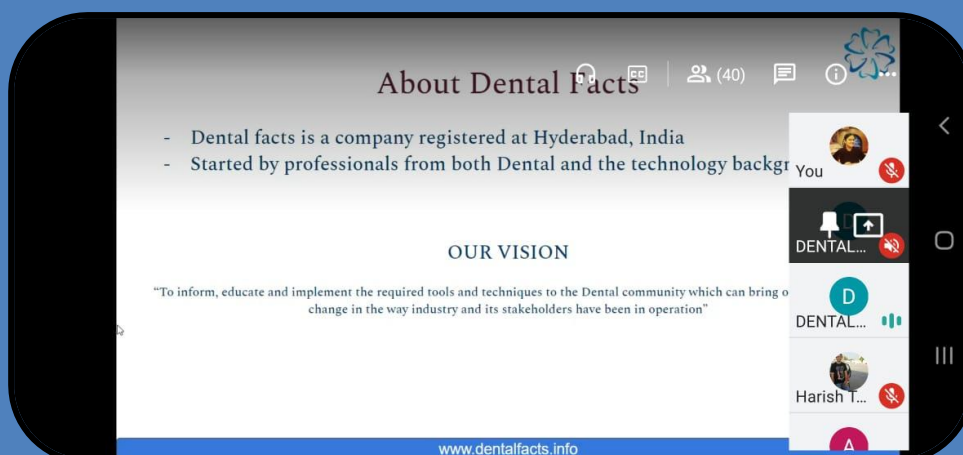 About Dental Facts
CC
(40)
- Dental facts is a company registered at Hyderabad, India
- Started by professionals from both Dental and the technology backgr
OUR VISION
“To inform, educate and implement the required tools and techniques to the Dental community which can bring o
change in the way industry and its stakeholders have been in operation”
www.dentalfacts.info
You
DENTAL...
D
DENTAL...
Harish T...
A